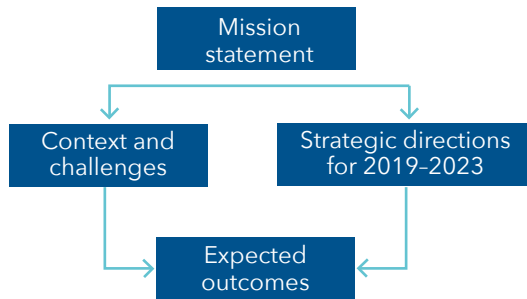 Mission
statement
Context and
challenges
Strategic directions
for 2019–2023
Expected
outcomes